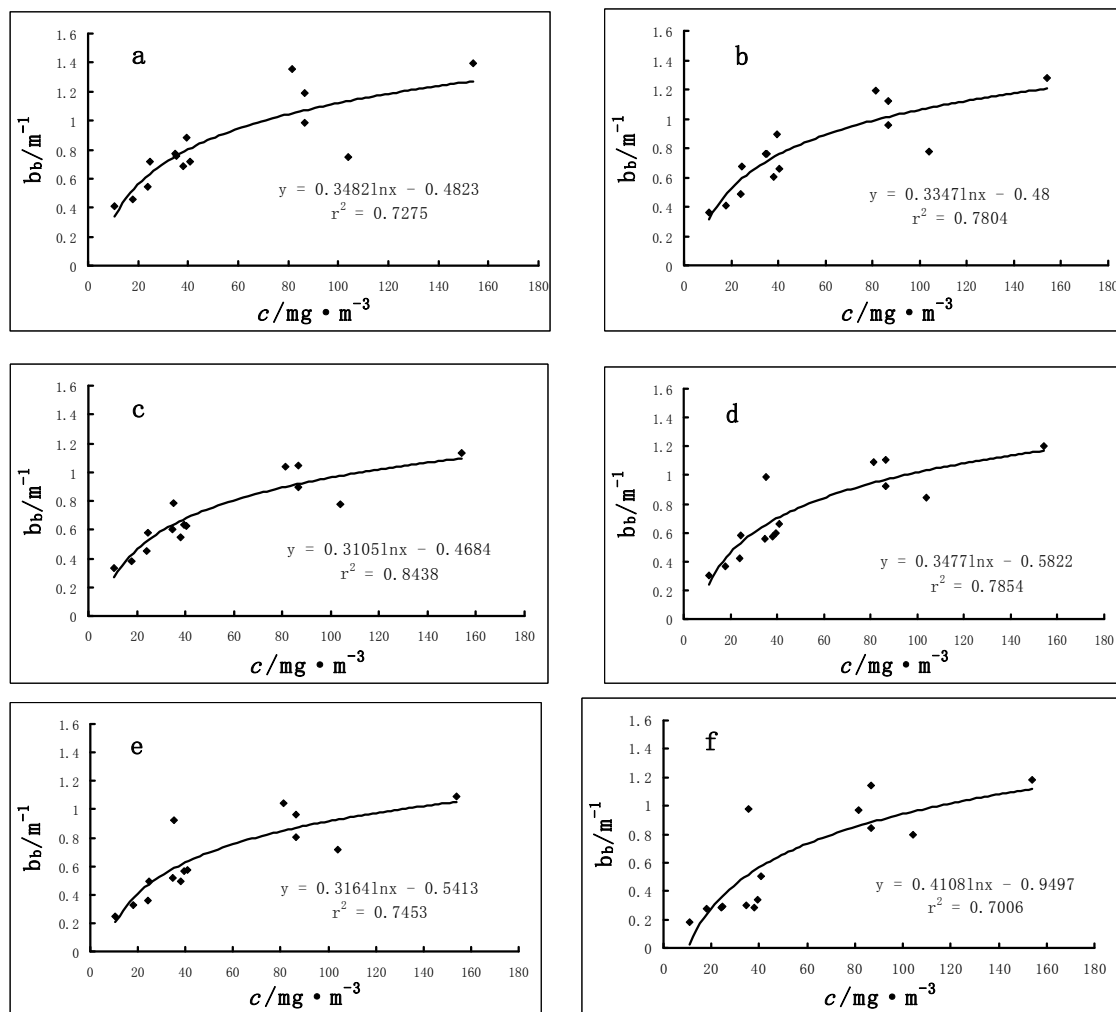 a
1.6
1.4
1.2
1
0.8
0.6
0.4
0.2
0
b_b/m⁻¹
y = 0.3482lnx − 0.4823
r² = 0.7275
0 20 40 60 80 100 120 140 160 180
c/mg • m⁻³
b
1.6
1.4
1.2
1
0.8
0.6
0.4
0.2
0
b_b/m⁻¹
y = 0.3347lnx − 0.48
r² = 0.7804
0 20 40 60 80 100 120 140 160 180
c/mg • m⁻³
c
1.6
1.4
1.2
1
0.8
0.6
0.4
0.2
0
b_b/m⁻¹
y = 0.3105lnx − 0.4684
r² = 0.8438
0 20 40 60 80 100 120 140 160 180
c/mg • m⁻³
d
1.6
1.4
1.2
1
0.8
0.6
0.4
0.2
0
b_b/m⁻¹
y = 0.3477lnx − 0.5822
r² = 0.7854
0 20 40 60 80 100 120 140 160 180
c/mg • m⁻³
e
1.6
1.4
1.2
1
0.8
0.6
0.4
0.2
0
b_b/m⁻¹
y = 0.3164lnx − 0.5413
r² = 0.7453
0 20 40 60 80 100 120 140 160 180
c/mg • m⁻³
f
1.6
1.4
1.2
1
0.8
0.6
0.4
0.2
0
b_b/m⁻¹
y = 0.4108lnx − 0.9497
r² = 0.7006
0 20 40 60 80 100 120 140 160 180
c/mg • m⁻³